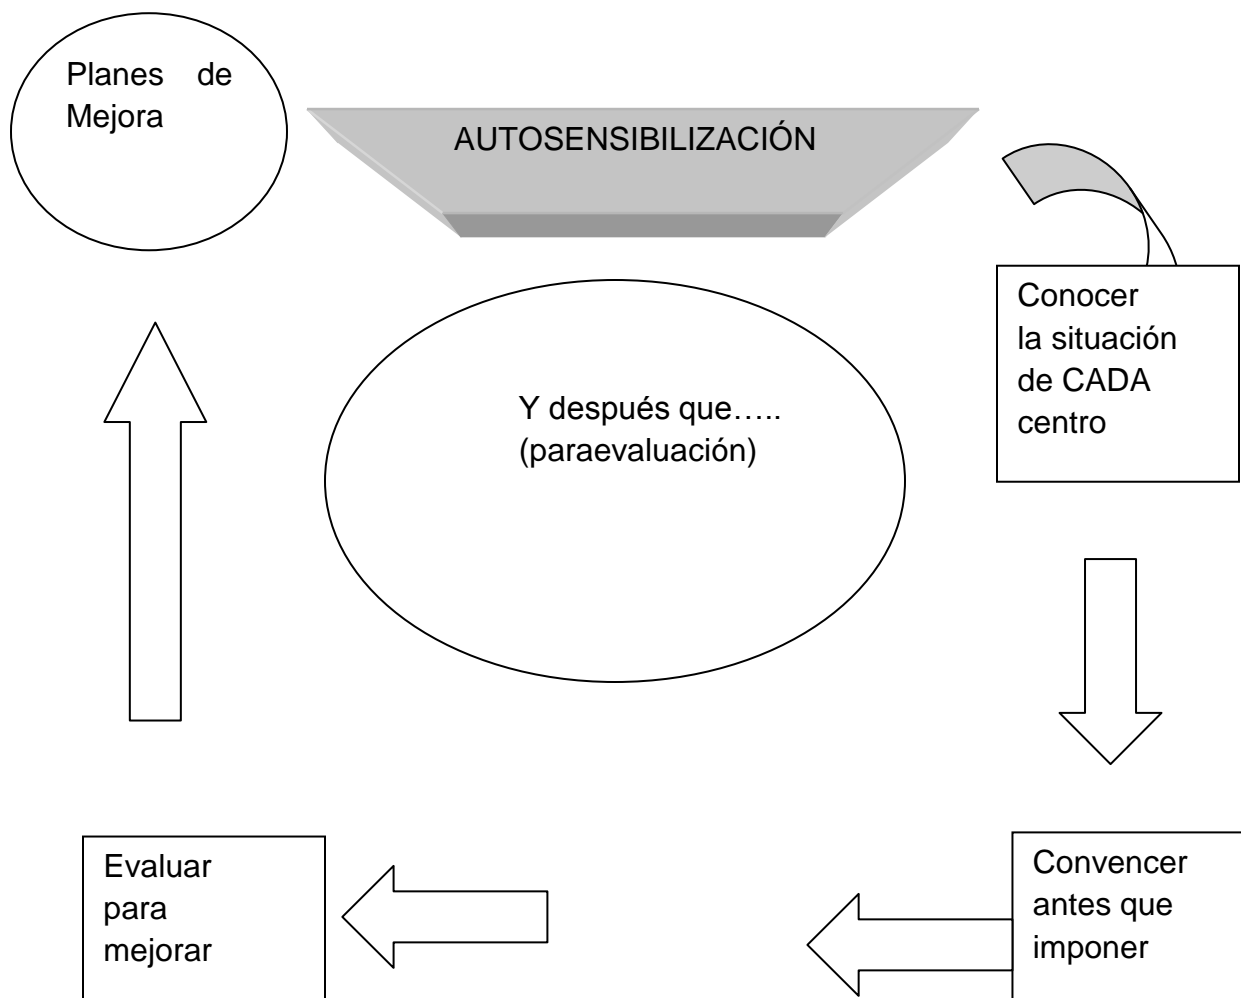 Planes de
Mejora
AUTOSENSIBILIZACIÓN
Conocer
la situación
de CADA
centro
Y después que…..
(paraevaluación)
Convencer
antes que
imponer
Evaluar
para
mejorar